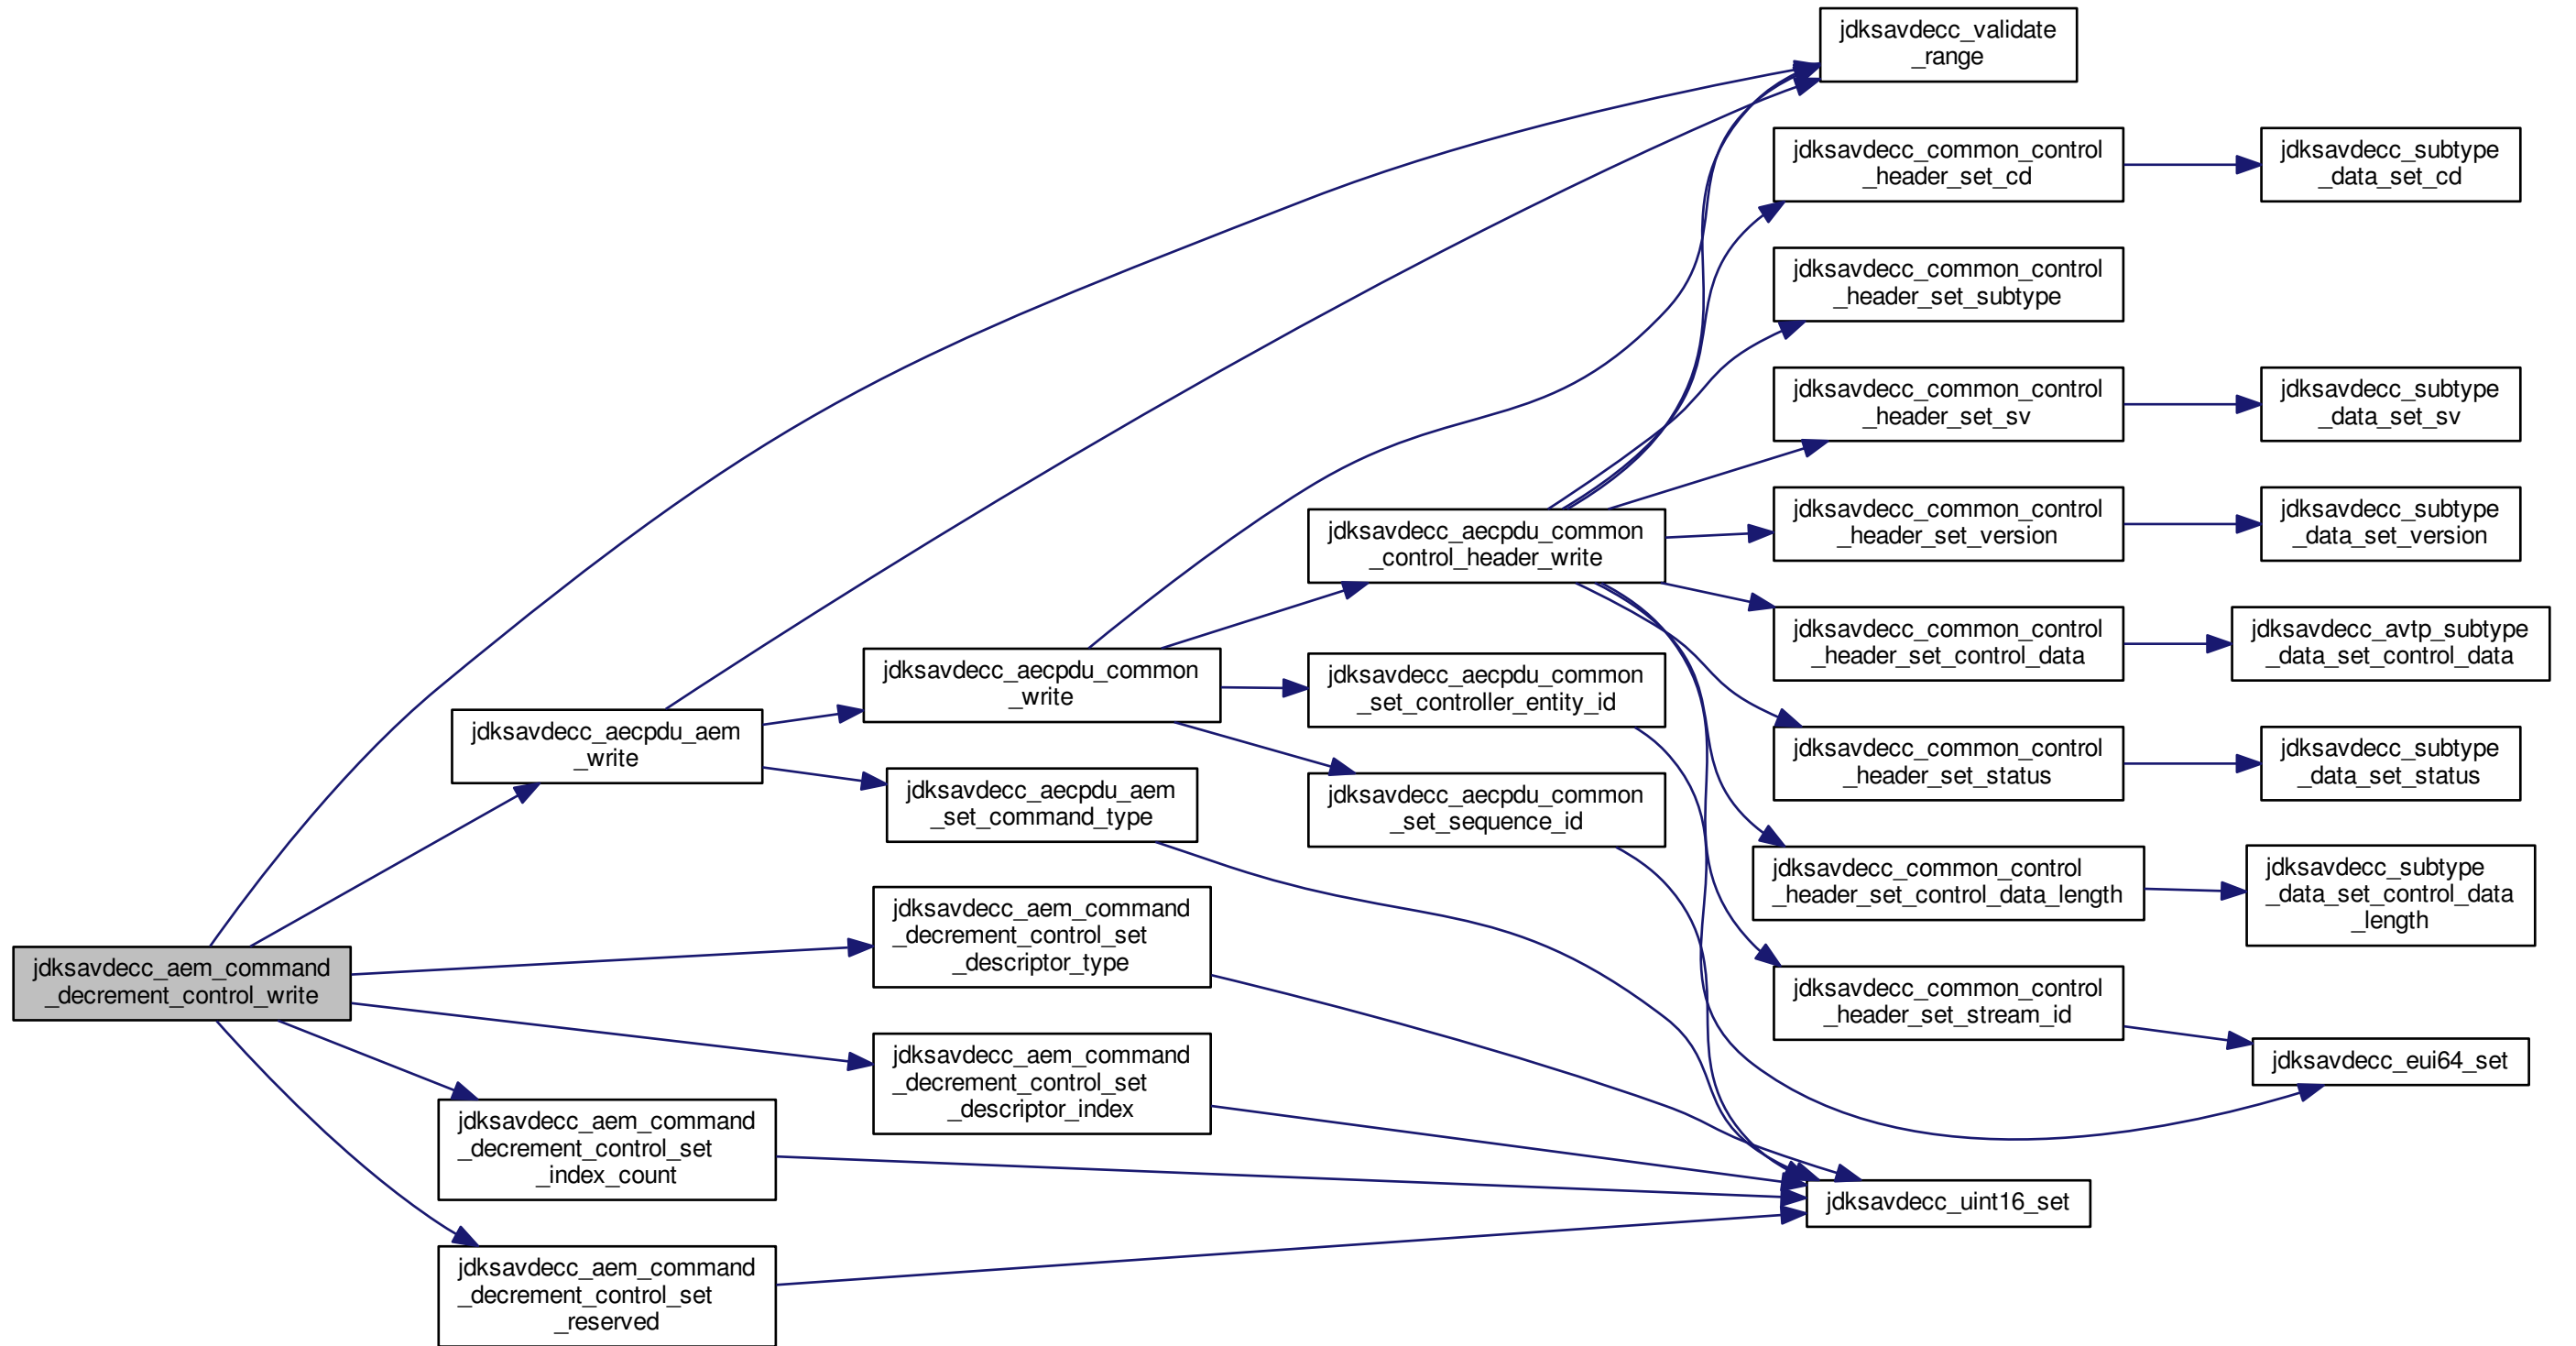 jdksavdecc_aem_command
_decrement_control_write
jdksavdecc_aecpdu_aem
_write
jdksavdecc_aem_command
_decrement_control_set
_index_count
jdksavdecc_aem_command
_decrement_control_set
_reserved
jdksavdecc_aecpdu_common
_write
jdksavdecc_aecpdu_aem
_set_command_type
jdksavdecc_aem_command
_decrement_control_set
_descriptor_type
jdksavdecc_aem_command
_decrement_control_set
_descriptor_index
jdksavdecc_aecpdu_common
_control_header_write
jdksavdecc_aecpdu_common
_set_controller_entity_id
jdksavdecc_aecpdu_common
_set_sequence_id
jdksavdecc_validate
_range
jdksavdecc_common_control
_header_set_cd
jdksavdecc_common_control
_header_set_subtype
jdksavdecc_common_control
_header_set_sv
jdksavdecc_common_control
_header_set_version
jdksavdecc_common_control
_header_set_control_data
jdksavdecc_common_control
_header_set_status
jdksavdecc_common_control
_header_set_control_data_length
jdksavdecc_common_control
_header_set_stream_id
jdksavdecc_uint16_set
jdksavdecc_subtype
_data_set_cd
jdksavdecc_subtype
_data_set_sv
jdksavdecc_subtype
_data_set_version
jdksavdecc_avtp_subtype
_data_set_control_data
jdksavdecc_subtype
_data_set_status
jdksavdecc_subtype
_data_set_control_data
_length
jdksavdecc_eui64_set